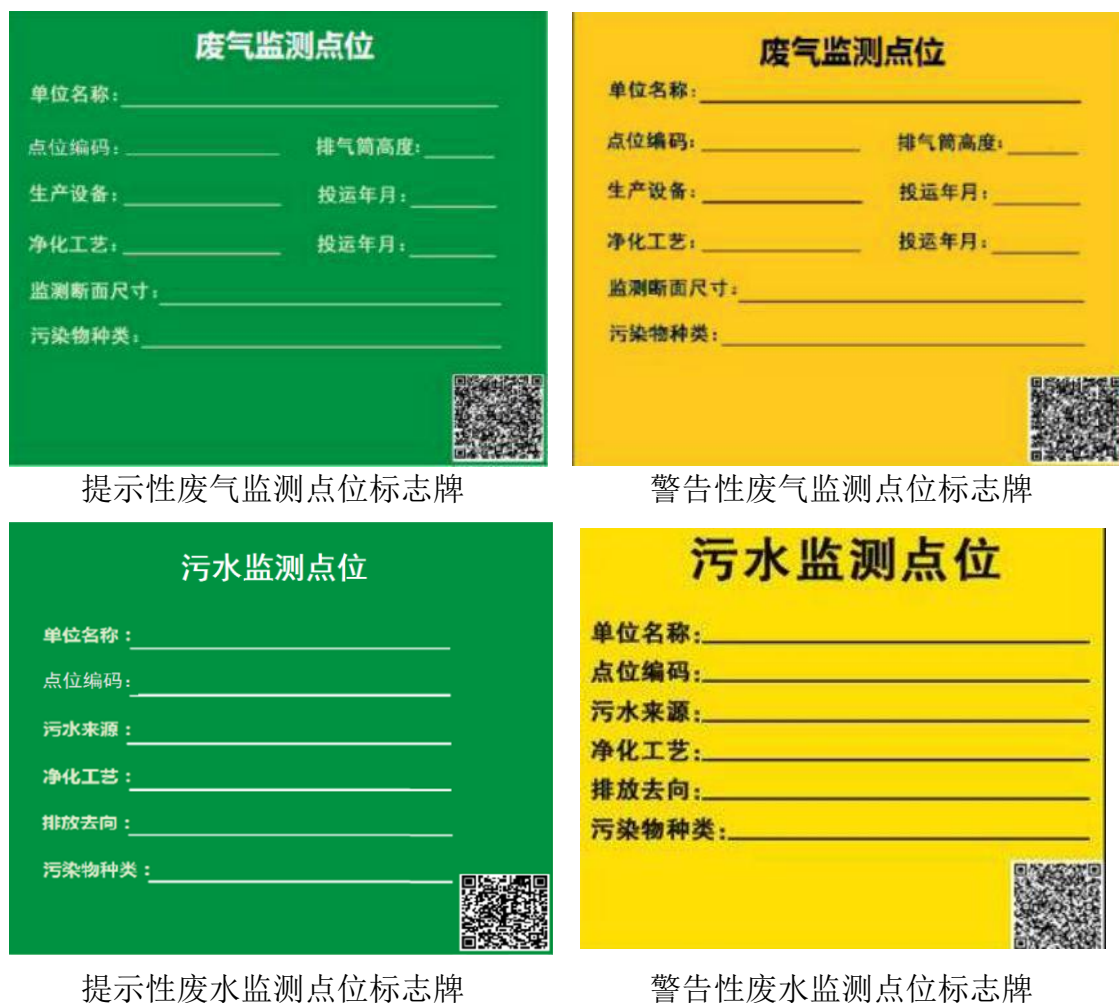 废气监测点位
单位名称：
点位编码： 排气筒高度：
生产设备： 投运年月：
净化工艺： 投运年月：
监测断面尺寸：
污染物种类：
提示性废气监测点位标志牌
废气监测点位
单位名称：
点位编码： 排气筒高度：
生产设备： 投运年月：
净化工艺： 投运年月：
监测断面尺寸：
污染物种类：
警告性废气监测点位标志牌
污水监测点位
单位名称：
点位编码：
污水来源：
净化工艺：
排放去向：
污染物种类：
提示性废水监测点位标志牌
污水监测点位
单位名称：
点位编码：
污水来源：
净化工艺：
排放去向：
污染物种类：
警告性废水监测点位标志牌